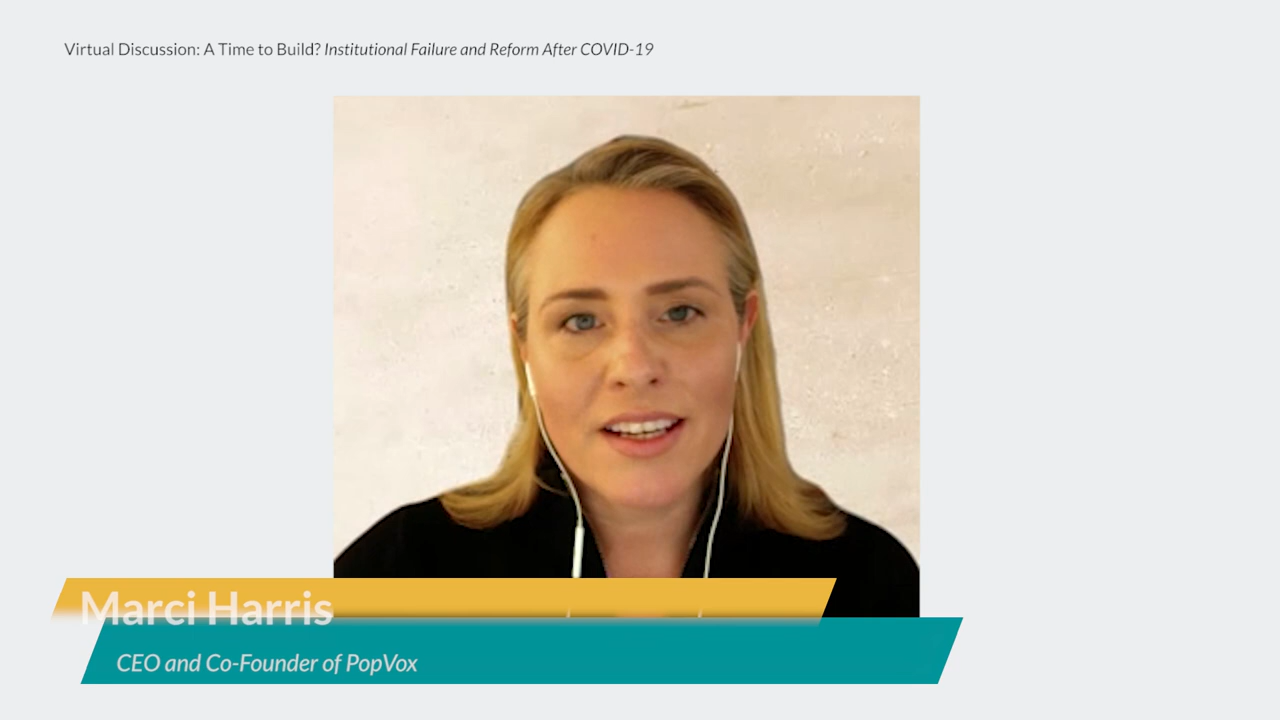 Virtual Discussion: A Time to Build? Institutional Failure and Reform After COVID-19
Marci Harris
CEO and Co-Founder of PopVox